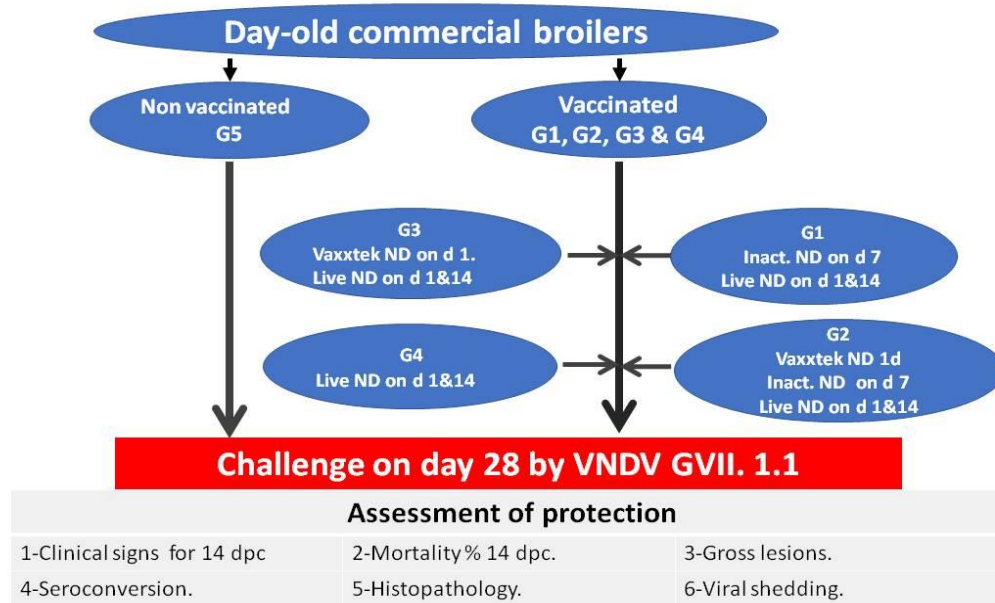 Day-old commercial broilers
Non vaccinated
G5
Vaccinated
G1, G2, G3 & G4
G3
Vaxxtek ND on d 1.
Live ND on d 1&14
G1
Inact. ND on d 7
Live ND on d 1&14
G4
Live ND on d 1&14
G2
Vaxxtek ND 1d
Inact. ND on d 7
Live ND on d 1&14
Challenge on day 28 by VNDV GVII. 1.1
Assessment of protection
1-Clinical signs for 14 dpc
2-Mortality % 14 dpc.
3-Gross lesions.
4-Seroconversion.
5-Histopathology.
6-Viral shedding.